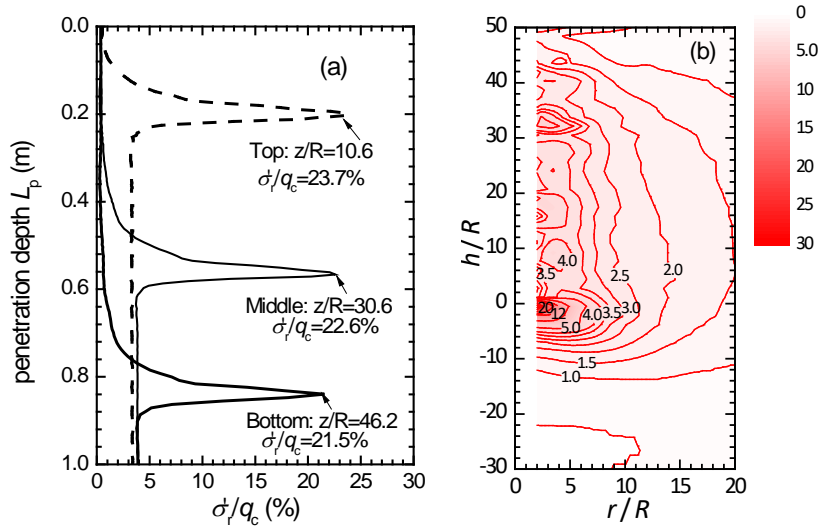 (a)
penetration depth Lp (m)
0.0
0.2
0.4
0.6
0.8
1.0
0 5 10 15 20 25 30
σ'r/qc (%)
Top: z/R=10.6
σ'r/qc=23.7%
Middle: z/R=30.6
σ'r/qc=22.6%
Bottom: z/R=46.2
σ'r/qc=21.5%
(b)
h/R
50
40
30
20
10
0
-10
-20
-30
0 5 10 15 20
r/R
4.0
3.5
2.5
2.0
20
12
4.0
3.5
3.0
5.0
1.5
1.0
0
5.0
10
15
20
25
30